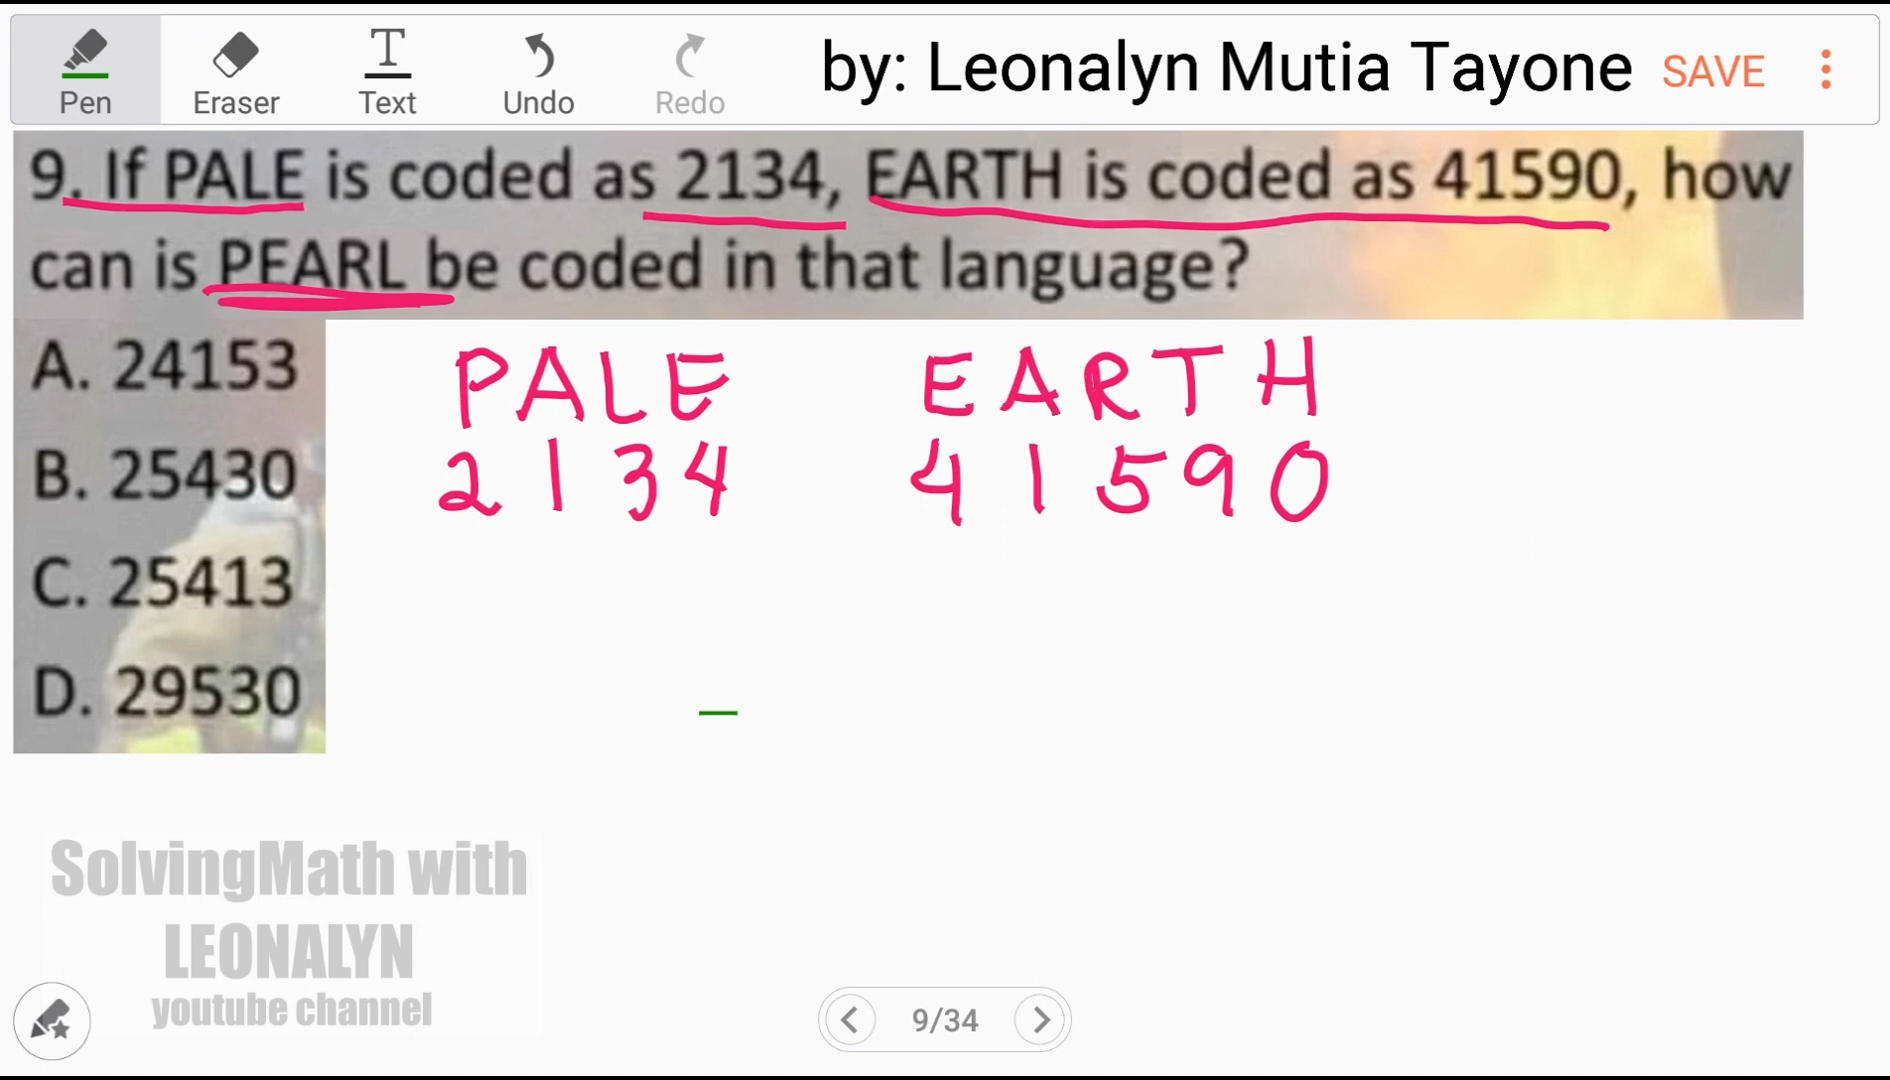 by: Leonalyn Mutia Tayone SAVE
Pen Eraser Text Undo Redo
9. If PALE is coded as 2134, EARTH is coded as 41590, how
can is PEARL be coded in that language?
A. 24153
B. 25430
C. 25413
D. 29530
PALE EARTH
2134 41590
SolvingMath with
LEONALYN
youtube channel
9/34